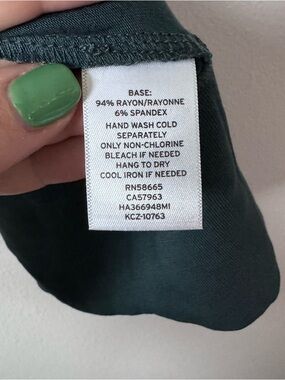 BASE:
94% RAYON/RAYONNE
6% SPANDEX
HAND WASH COLD
SEPARATELY
ONLY NON-CHLORINE
BLEACH IF NEEDED
HANG TO DRY
COOL IRON IF NEEDED
RN58665
CA57963
HA366948MI
KCZ-10763